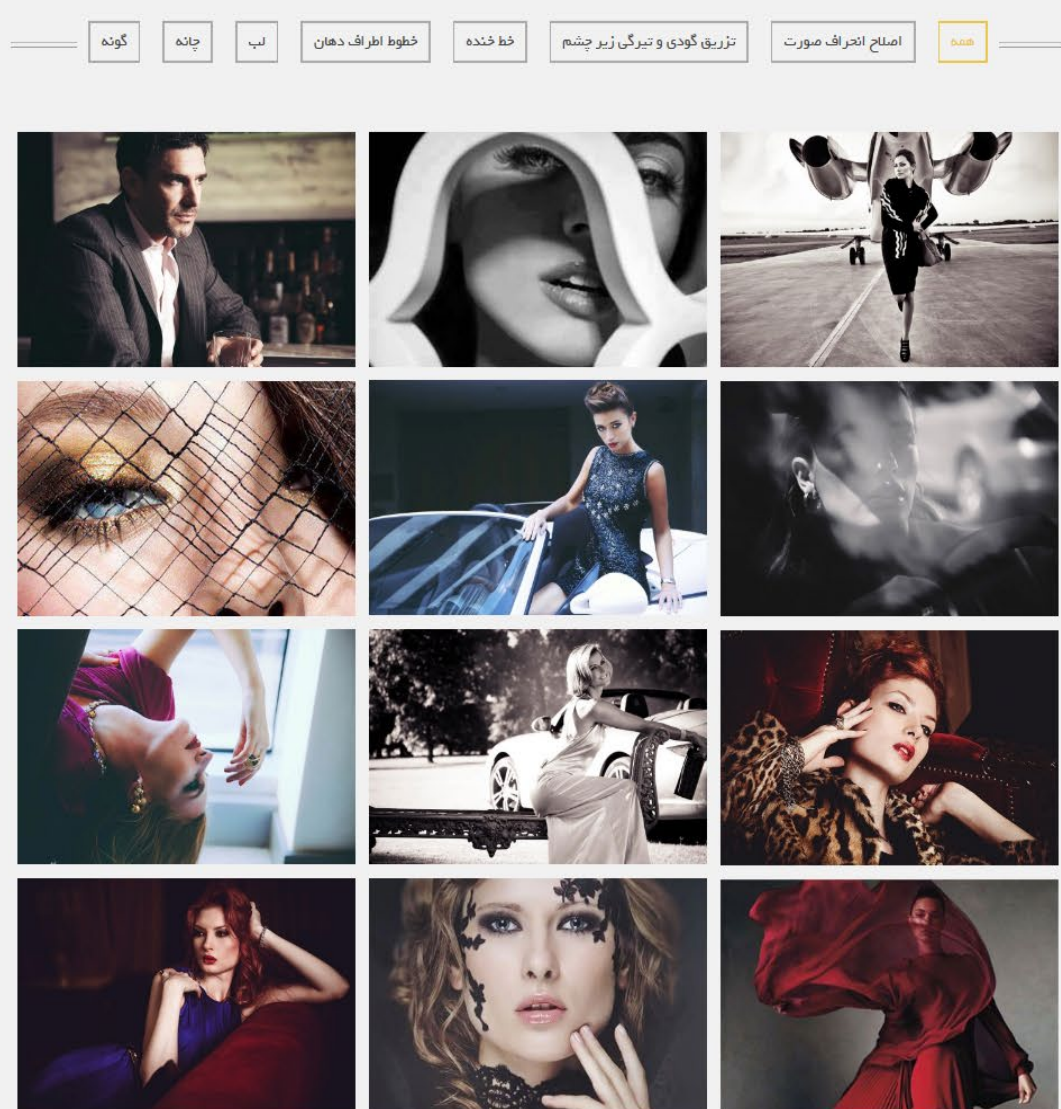 همه
اصلاح انحراف صورت
تزریق گودی و تیرگی زیر چشم
خط خنده
خطوط اطراف دهان
لب
چانه
گونه